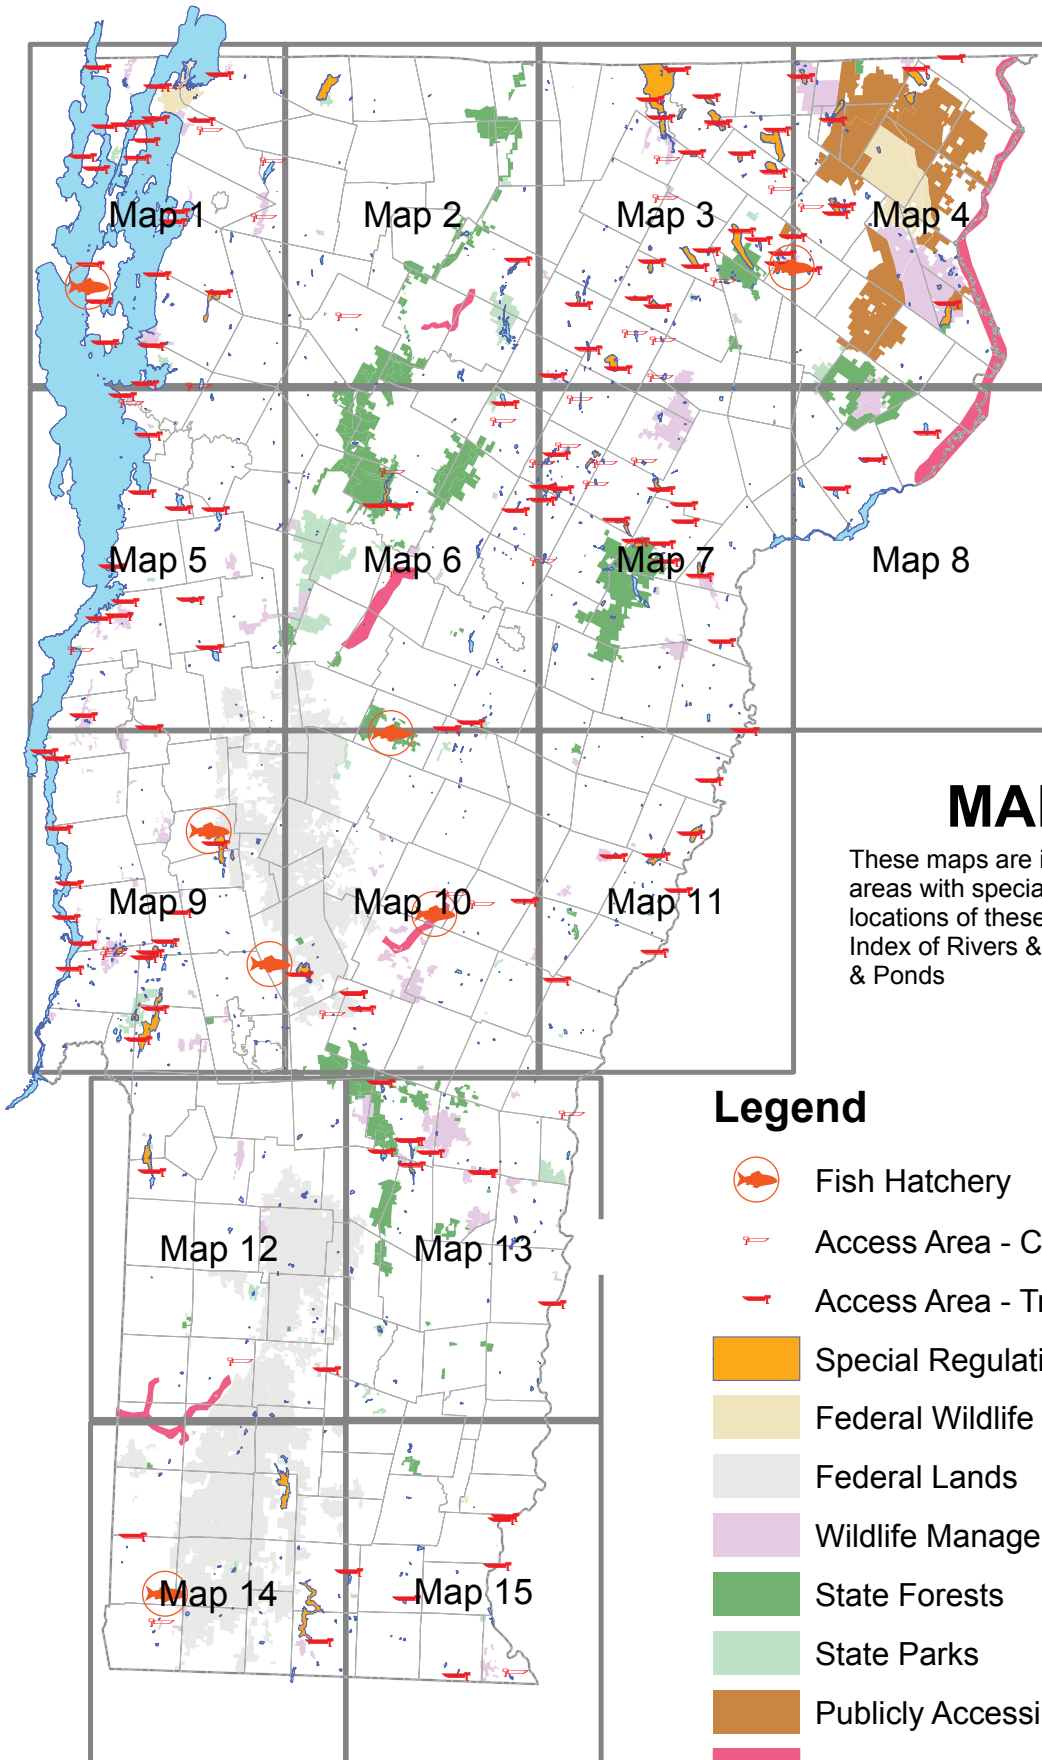 Map 1
Map 2
Map 3
Map 4
Map 5
Map 6
Map 7
Map 8
MA
These maps are i
areas with specia
locations of these
Index of Rivers &
& Ponds
Map 9
Map 10
Map 11
Legend
Fish Hatchery
Access Area - C
Access Area - Tr
Special Regulati
Federal Wildlife
Federal Lands
Wildlife Manage
State Forests
State Parks
Publicly Accessi
Map 12
Map 13
Map 14
Map 15